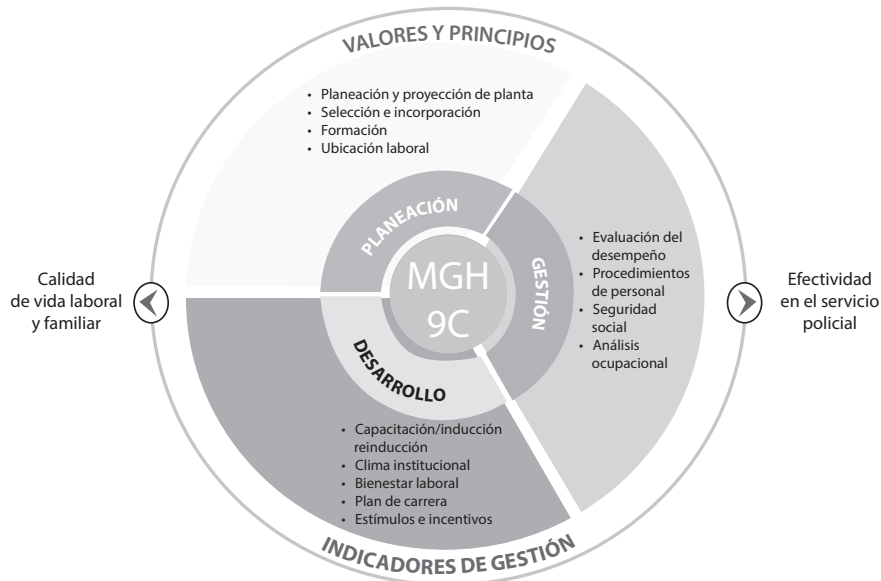 VALORES Y PRINCIPIOS
• Planeación y proyección de planta
• Selección e incorporación
• Formación
• Ubicación laboral
PLANEACIÓN
GESTIÓN
• Evaluación del
desempeño
• Procedimientos
de personal
• Seguridad
social
• Análisis
ocupacional
Calidad
de vida laboral
y familiar
MGH
9C
Efectividad
en el servicio
policial
DESARROLLO
• Capacitación/inducción
reinducción
• Clima institucional
• Bienestar laboral
• Plan de carrera
• Estímulos e incentivos
INDICADORES DE GESTIÓN